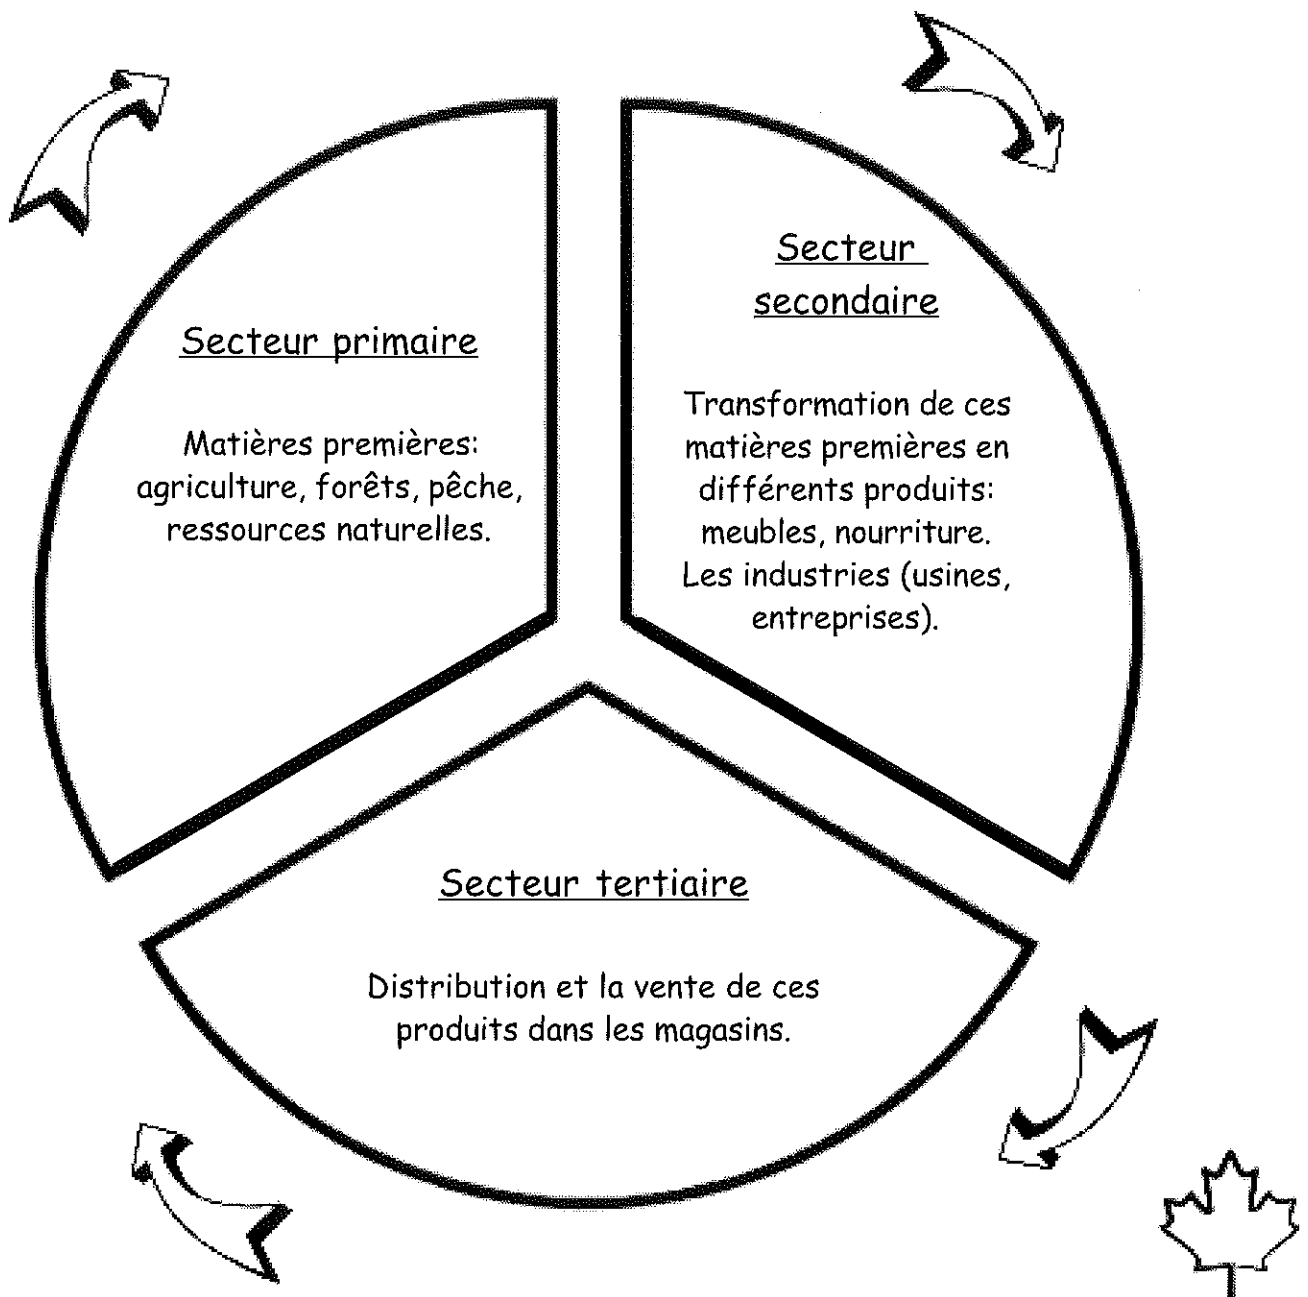 Secteur primaire
Matières premières:
agriculture, forêts, pêche,
ressources naturelles.
Secteur
secondaire
Transformation de ces
matières premières en
différents produits:
meubles, nourriture.
Les industries (usines,
entreprises).
Secteur tertiaire
Distribution et la vente de ces
produits dans les magasins.